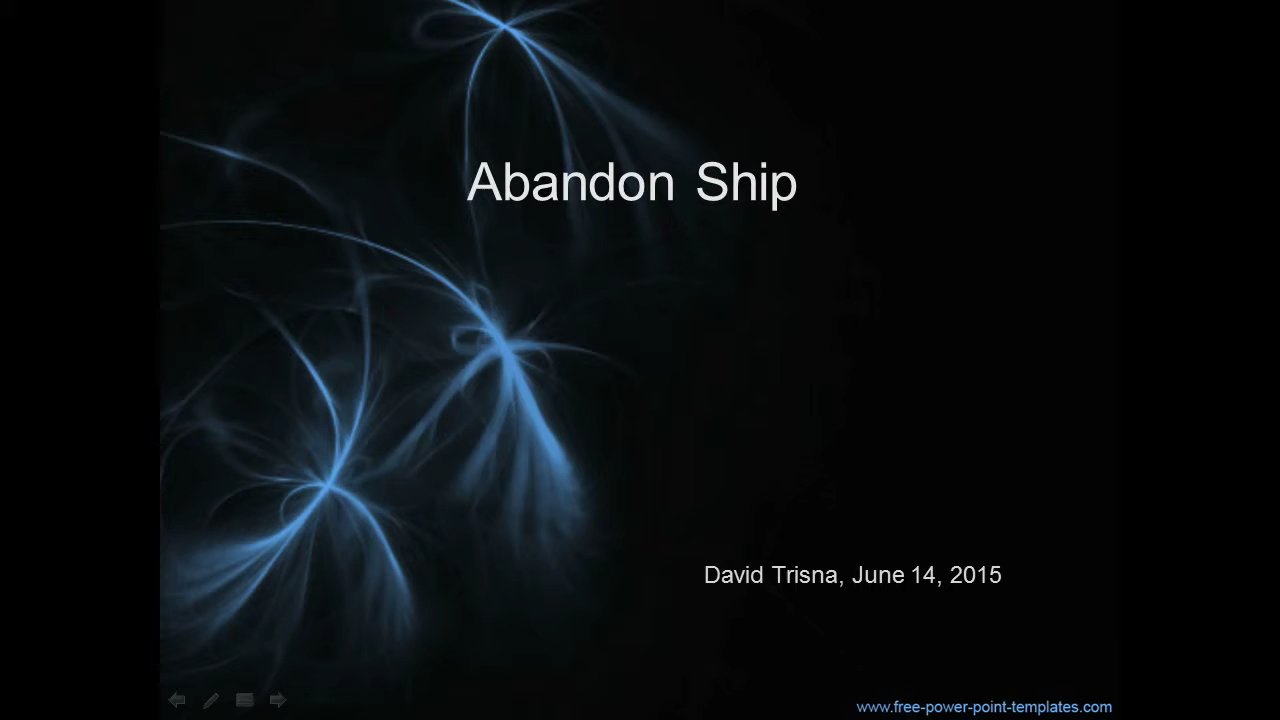 Abandon Ship
David Trisna, June 14, 2015
www.free-power-point-templates.com